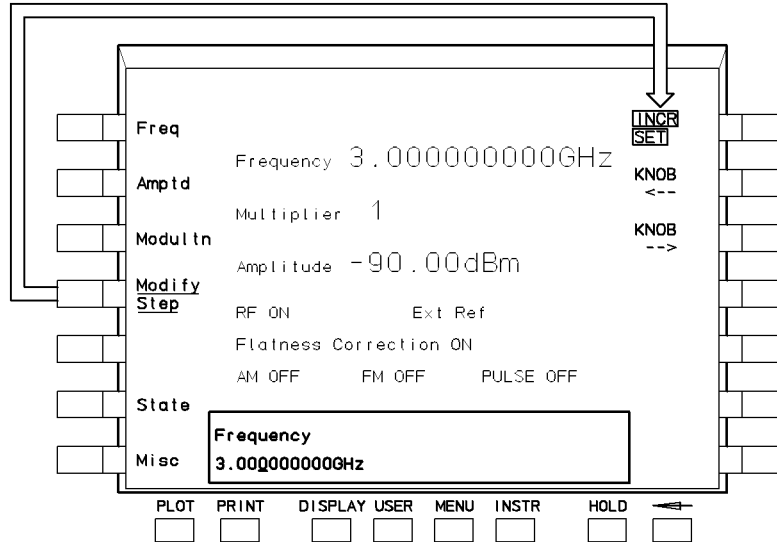 INCR
SET
Freq
Frequency 3.000000000GHz
KNOB
<--
Amptd
Multiplier 1
KNOB
-->
Modultn
Amplitude -90.00dBm
Modify
Step
RF ON Ext Ref
Flatness Correction ON
AM OFF FM OFF PULSE OFF
State
Frequency
3.000000000GHz
Misc
PLOT PRINT DISPLAY USER MENU INSTR HOLD